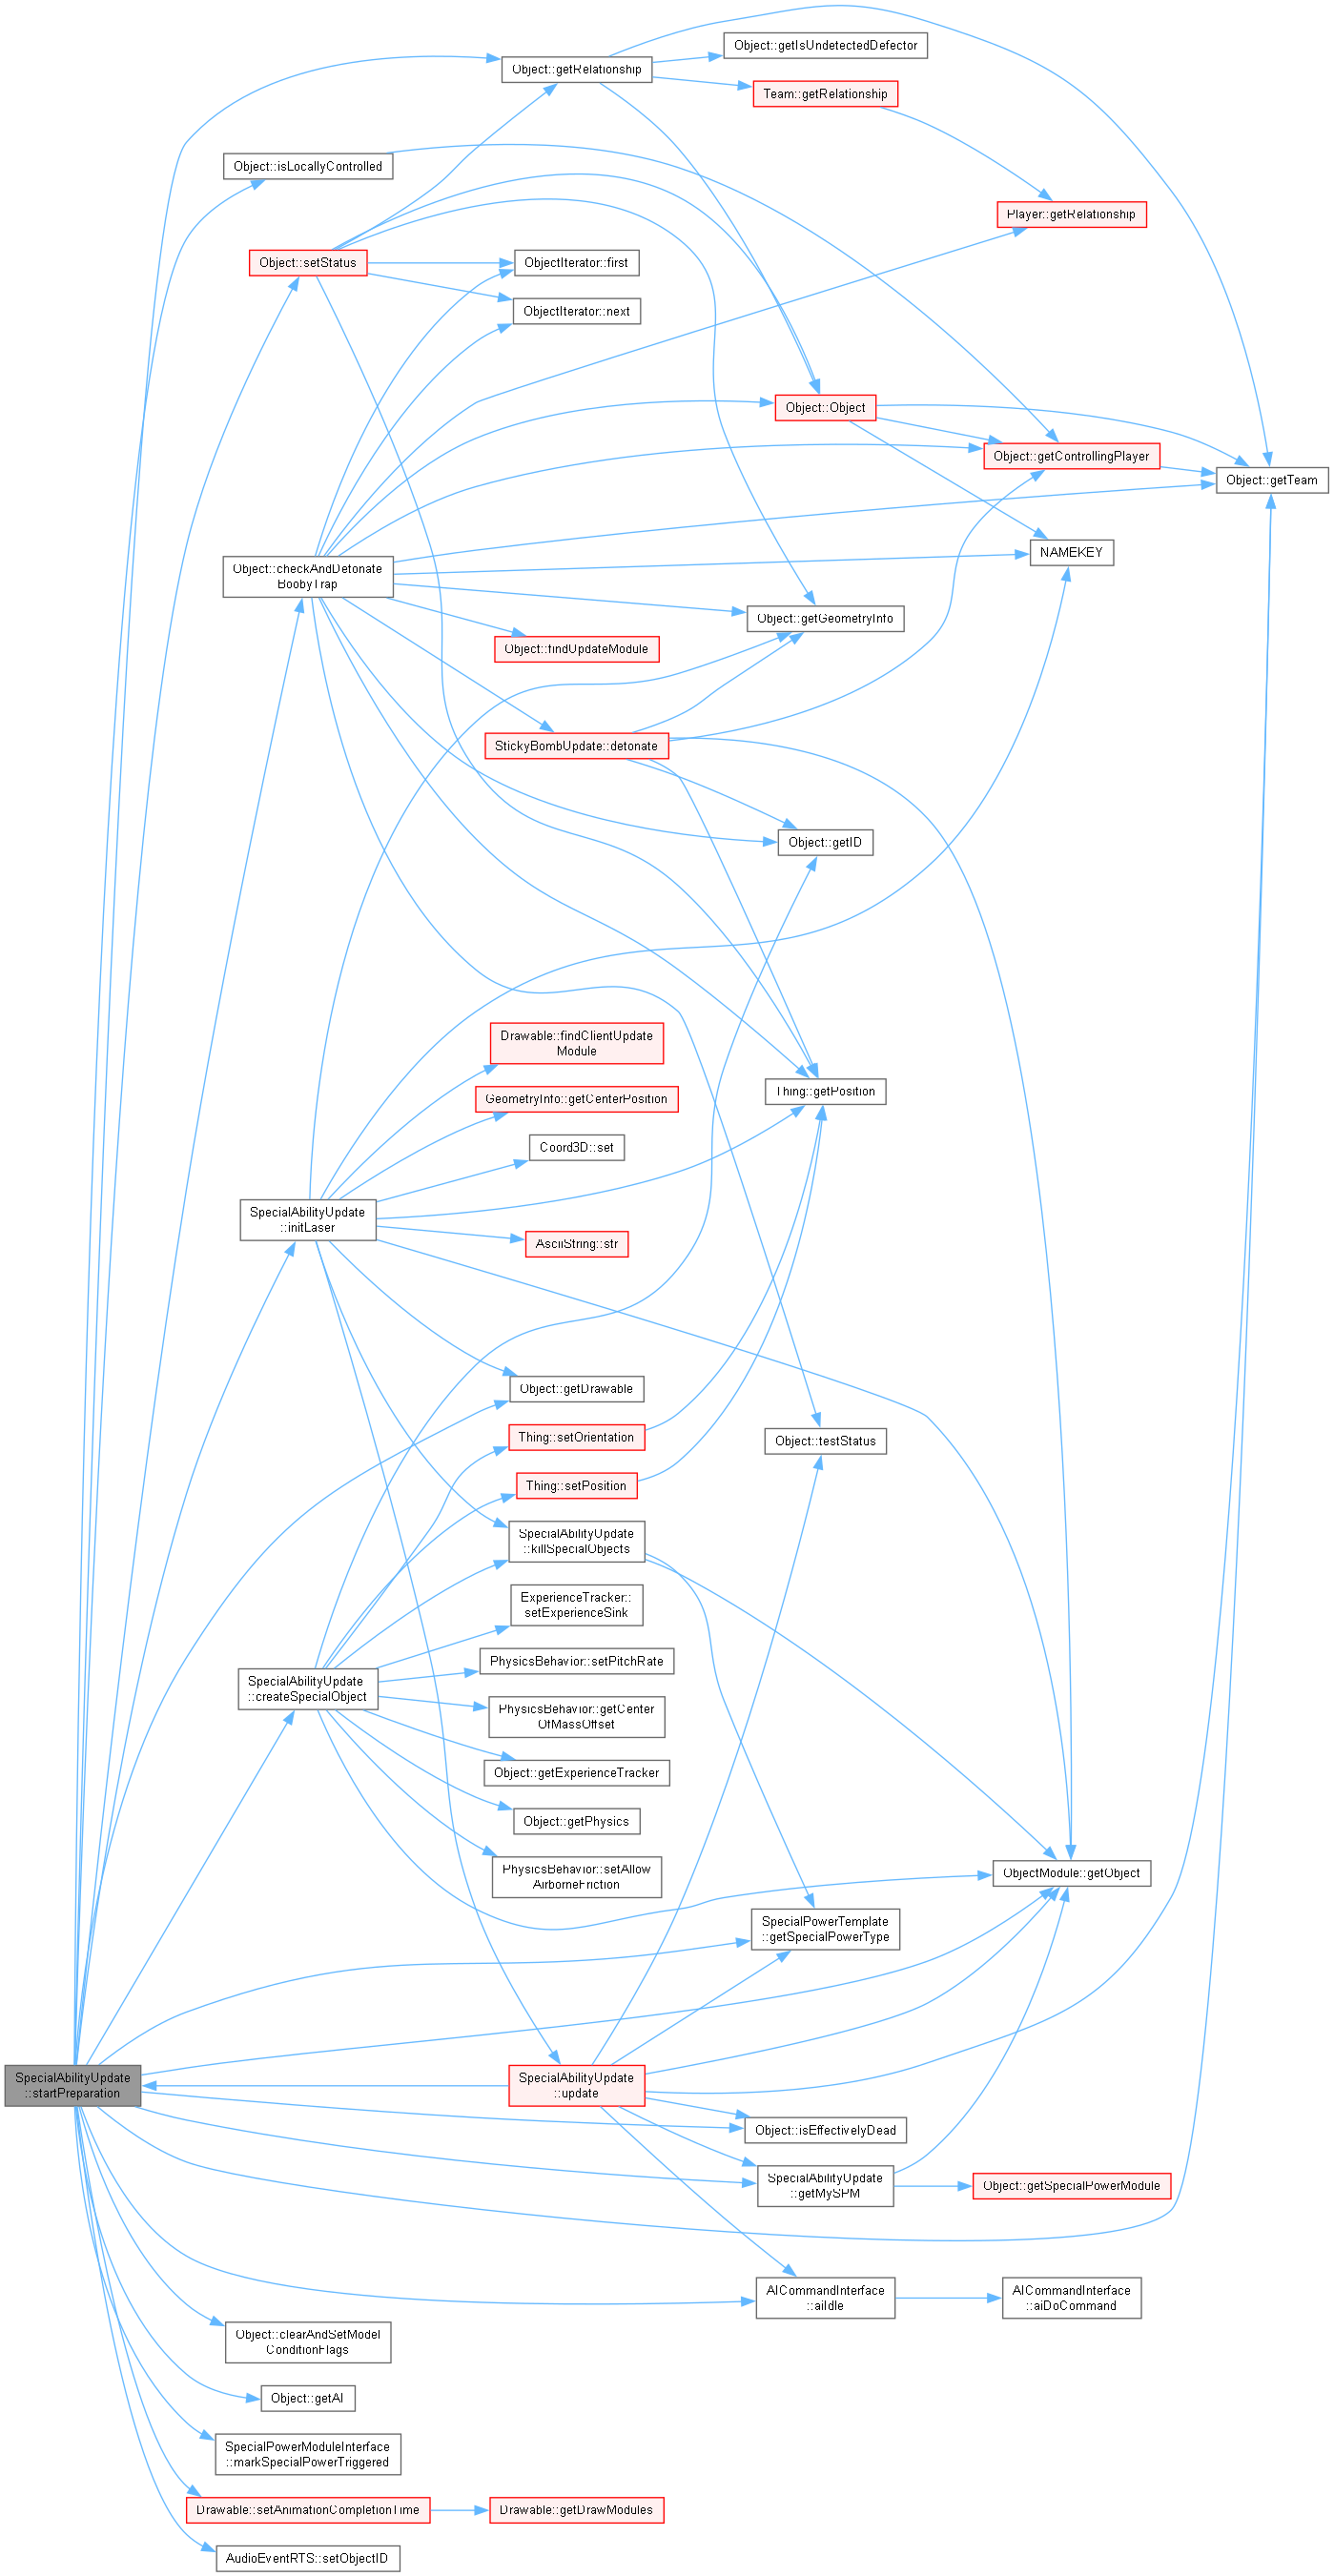 Object::getIsUndetectedDefector
Object::getRelationship
Team::getRelationship
Object::isLocallyControlled
Player::getRelationship
Object::setStatus
ObjectIterator::first
ObjectIterator::next
Object::Object
Object::getControllingPlayer
Object::getTeam
NAMEKEY
Object::checkAndDetonate
BoobyTrap
Object::getGeometryInfo
Object::findUpdateModule
StickyBombUpdate::detonate
Object::getID
Drawable::findClientUpdate
Module
Thing::getPosition
GeometryInfo::getCenterPosition
Coord3D::set
SpecialAbilityUpdate
::initLaser
AsciiString::str
Object::getDrawable
Thing::setOrientation
Object::testStatus
Thing::setPosition
SpecialAbilityUpdate
::killSpecialObjects
ExperienceTracker::
setExperienceSink
PhysicsBehavior::setPitchRate
SpecialAbilityUpdate
::createSpecialObject
PhysicsBehavior::getCenter
OfMassOffset
Object::getExperienceTracker
Object::getPhysics
PhysicsBehavior::setAllow
AirborneFriction
ObjectModule::getObject
SpecialPowerTemplate
::getSpecialPowerType
SpecialAbilityUpdate
::startPreparation
SpecialAbilityUpdate
::update
Object::isEffectivelyDead
SpecialAbilityUpdate
::getMySPM
Object::getSpecialPowerModule
AICommandInterface
::aiIdle
AICommandInterface
::aiDoCommand
Object::clearAndSetModel
ConditionFlags
Object::getAI
SpecialPowerModuleInterface
::markSpecialPowerTriggered
Drawable::setAnimationCompletionTime
Drawable::getDrawModules
AudioEventRTS::setObjectID